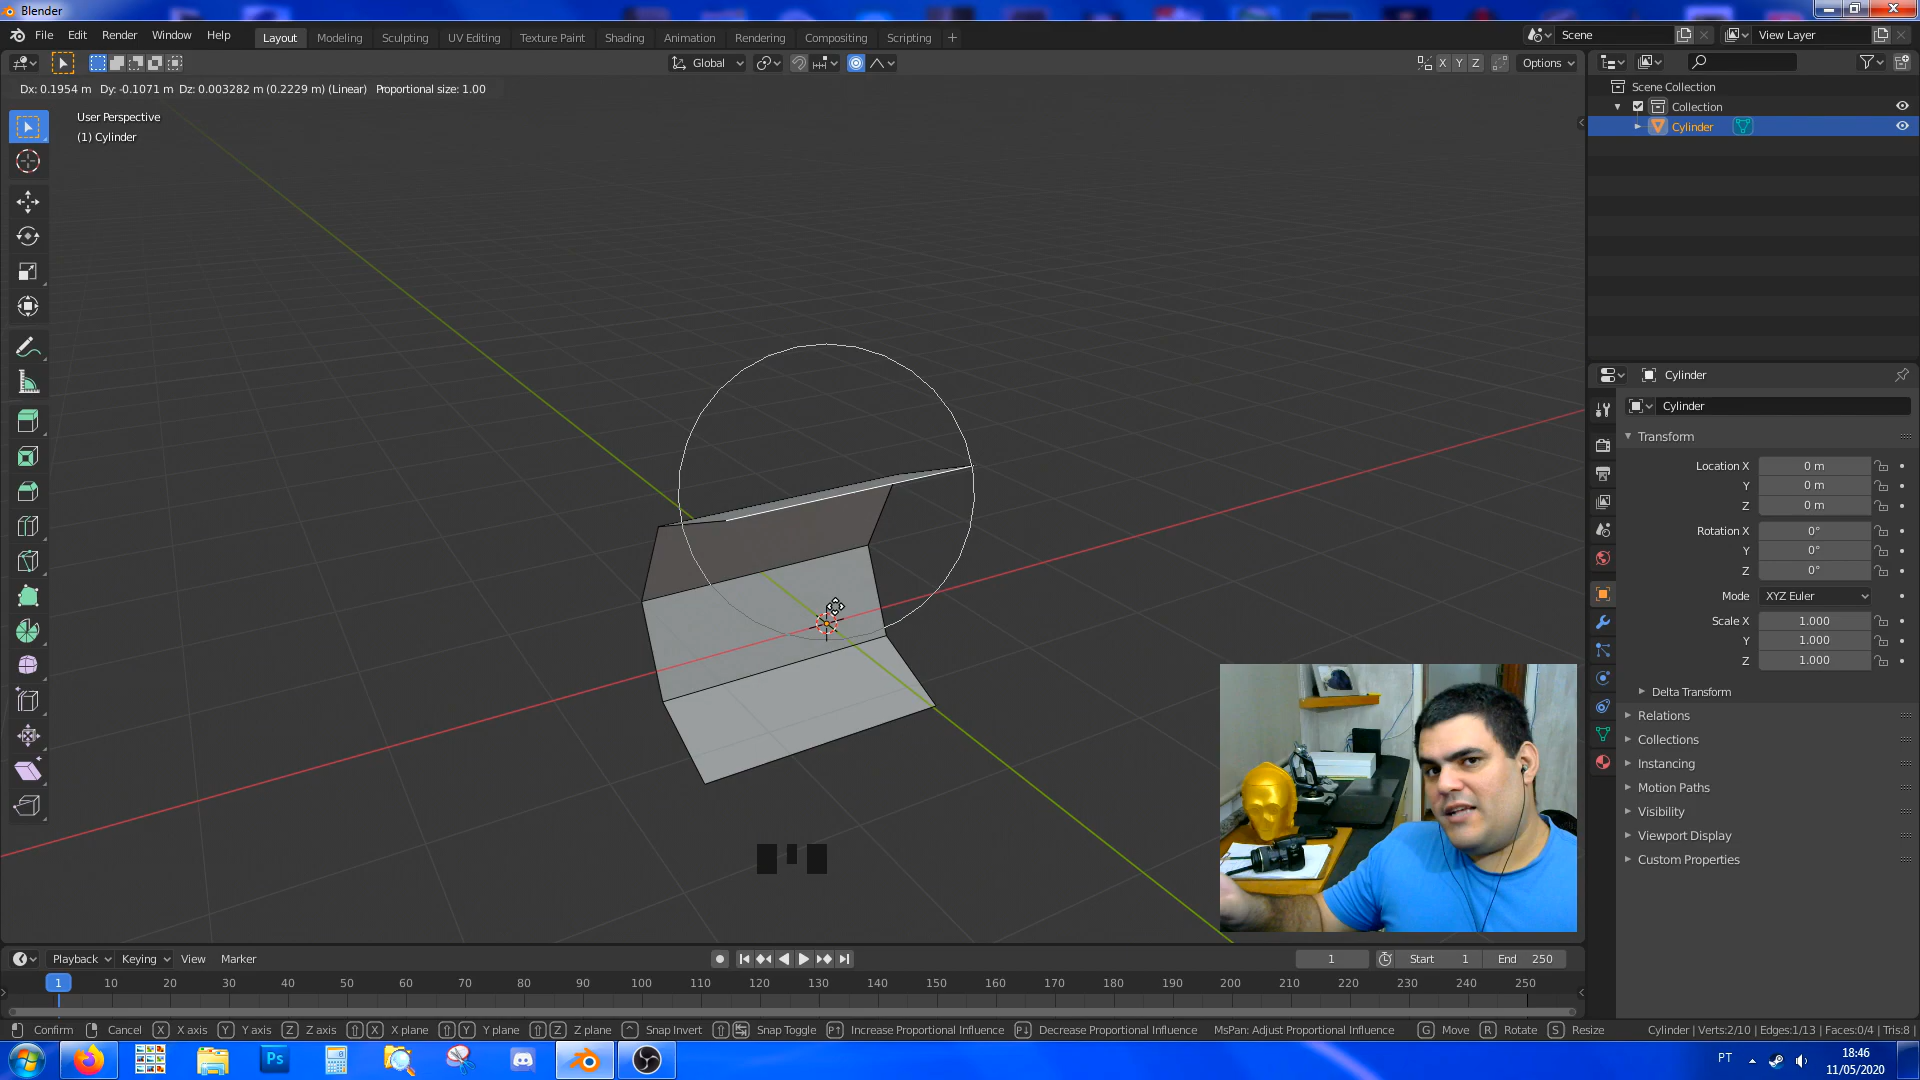 Blender
File Edit Render Window Help
Layout Modeling Sculpting UV Editing Texture Paint Shading Animation Rendering Compositing Scripting +
Scene
View Layer
Global
X Y Z
Options
Dx: 0.1954 m Dy: -0.1071 m Dz: 0.003282 m (0.2229 m) (Linear) Proportional size: 1.00
User Perspective
(1) Cylinder
Scene Collection
Collection
Cylinder
Cylinder
Cylinder
Transform
Location X 0 m
Y 0 m
Z 0 m
Rotation X 0°
Y 0°
Z 0°
Mode XYZ Euler
Scale X 1.000
Y 1.000
Z 1.000
Delta Transform
Relations
Collections
Instancing
Motion Paths
Visibility
Viewport Display
Custom Properties
Playback Keying View Marker
1 Start 1 End 250
1 10 20 30 40 50 60 70 80 90 100 110 120 130 140 150 160 170 180 190 200 210 220 230 240 250
Confirm Cancel X X axis Y Y axis Z Z axis X X plane Y Y plane Z Z plane Snap Invert Snap Toggle P↑ Increase Proportional Influence P↓ Decrease Proportional Influence MsPan: Adjust Proportional Influence G Move R Rotate S Resize
Cylinder | Verts:2/10 | Edges:1/13 | Faces:0/4 | Tris:8 |
Ps
PT
18:46
11/05/2020